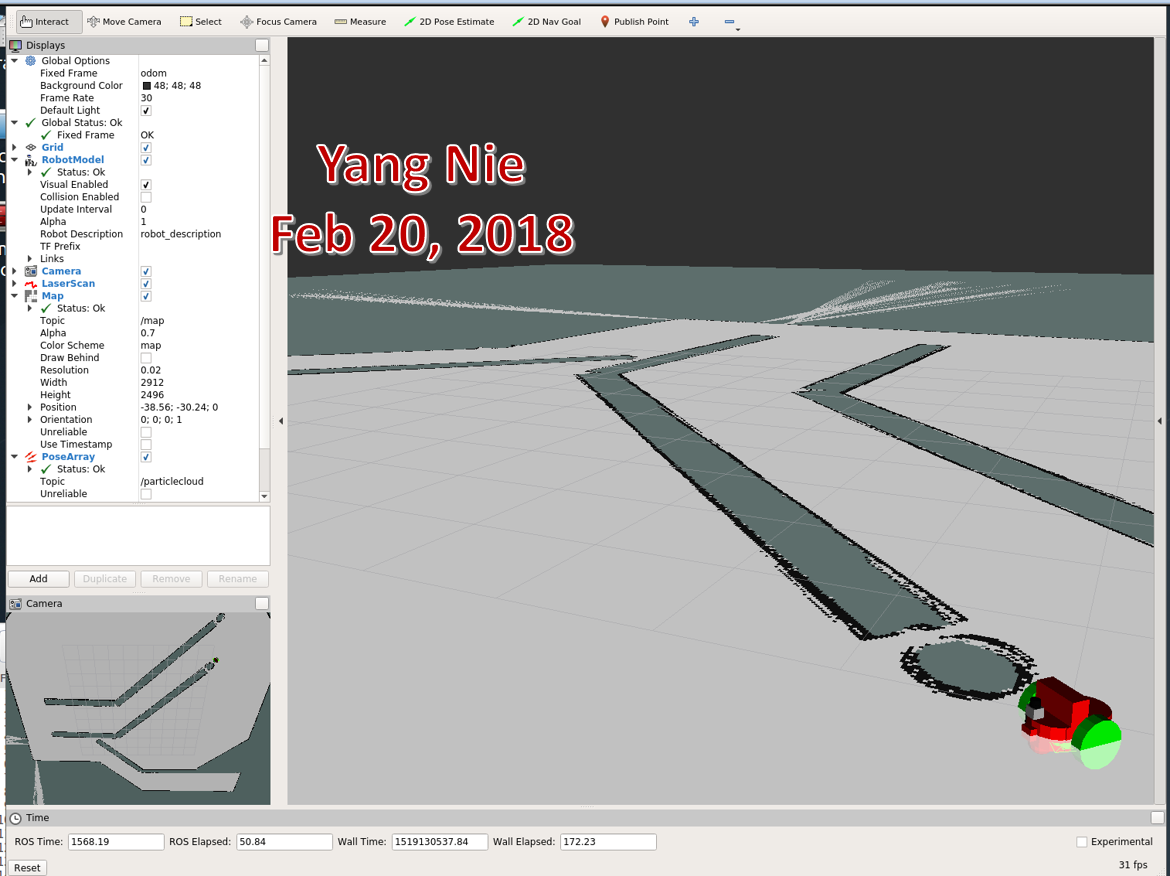 Interact Move Camera Select Focus Camera Measure 2D Pose Estimate 2D Nav Goal Publish Point
Displays
Global Options
Fixed Frame odom
Background Color 48; 48; 48
Frame Rate 30
Default Light
Global Status: Ok
Fixed Frame OK
Grid
RobotModel
Status: Ok
Visual Enabled
Collision Enabled
Update Interval 0
Alpha 1
Robot Description robot_description
TF Prefix
Links
Camera
LaserScan
Map
Status: Ok
Topic /map
Alpha 0.7
Color Scheme map
Draw Behind
Resolution 0.02
Width 2912
Height 2496
Position -38.56; -30.24; 0
Orientation 0; 0; 0; 1
Unreliable
Use Timestamp
PoseArray
Status: Ok
Topic /particlecloud
Unreliable
Add Duplicate Remove Rename
Camera
Yang Nie
Feb 20, 2018
Time
ROS Time: 1568.19 ROS Elapsed: 50.84 Wall Time: 1519130537.84 Wall Elapsed: 172.23 Experimental
Reset 31 fps